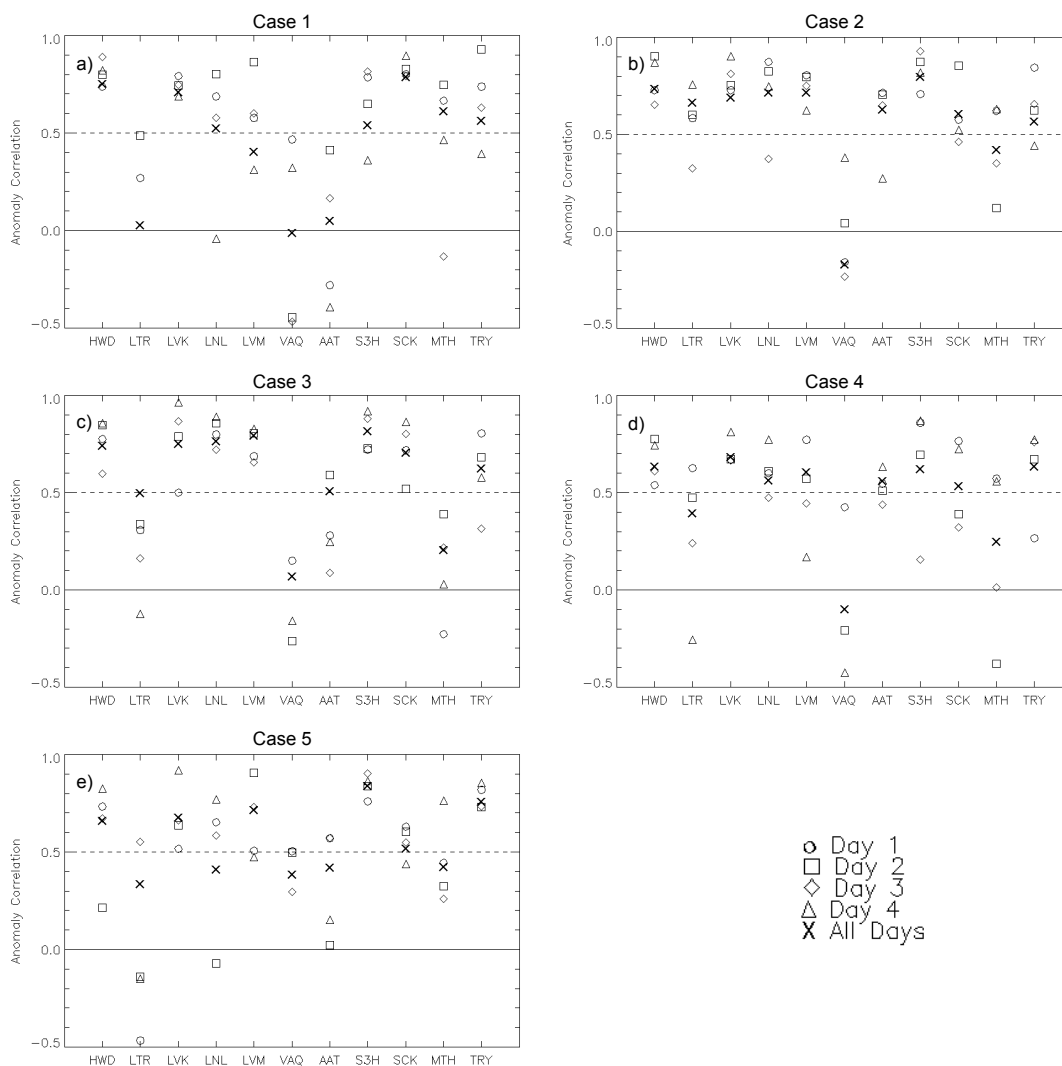 Case 1
a)
Anomaly Correlation
1.0
0.5
0.0
−0.5
HWD LTR LVK LNL LVM VAQ AAT S3H SCK MTH TRY
Case 2
b)
Anomaly Correlation
1.0
0.5
0.0
−0.5
HWD LTR LVK LNL LVM VAQ AAT S3H SCK MTH TRY
Case 3
c)
Anomaly Correlation
1.0
0.5
0.0
−0.5
HWD LTR LVK LNL LVM VAQ AAT S3H SCK MTH TRY
Case 4
d)
Anomaly Correlation
1.0
0.5
0.0
−0.5
HWD LTR LVK LNL LVM VAQ AAT S3H SCK MTH TRY
Case 5
e)
Anomaly Correlation
1.0
0.5
0.0
−0.5
HWD LTR LVK LNL LVM VAQ AAT S3H SCK MTH TRY
Day 1
Day 2
Day 3
Day 4
All Days